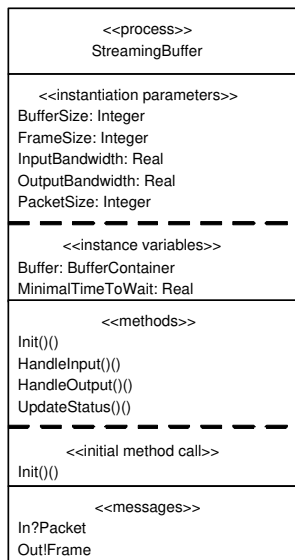 <<process>>
StreamingBuffer
<<instantiation parameters>>
BufferSize: Integer
FrameSize: Integer
InputBandwidth: Real
OutputBandwidth: Real
PacketSize: Integer
<<instance variables>>
Buffer: BufferContainer
MinimalTimeToWait: Real
<<methods>>
Init()()
HandleInput()()
HandleOutput()()
UpdateStatus()()
<<initial method call>>
Init()()
<<messages>>
In?Packet
Out!Frame